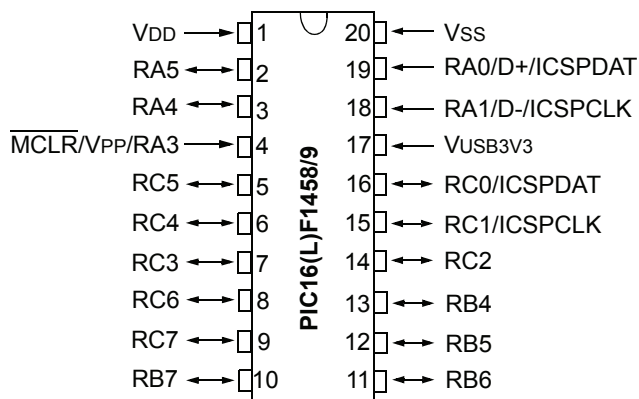 VDD 1 20 VSS
RA5 2 19 RA0/D+/ICSPDAT
RA4 3 18 RA1/D-/ICSPCLK
MCLR/VPP/RA3 4 17 VUSB3V3
RC5 5 16 RC0/ICSPDAT
RC4 6 15 RC1/ICSPCLK
RC3 7 14 RC2
RC6 8 13 RB4
RC7 9 12 RB5
RB7 10 11 RB6
PIC16(L)F1458/9